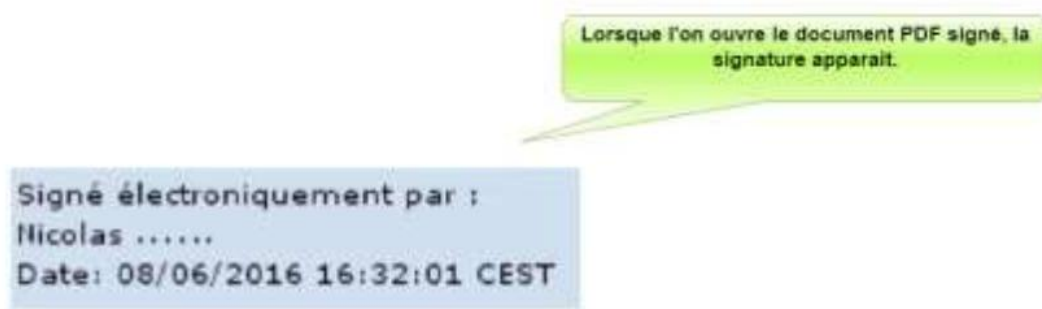 Lorsque l'on ouvre le document PDF signé, la
signature apparait.
Signé électroniquement par :
Nicolas ......
Date: 08/06/2016 16:32:01 CEST